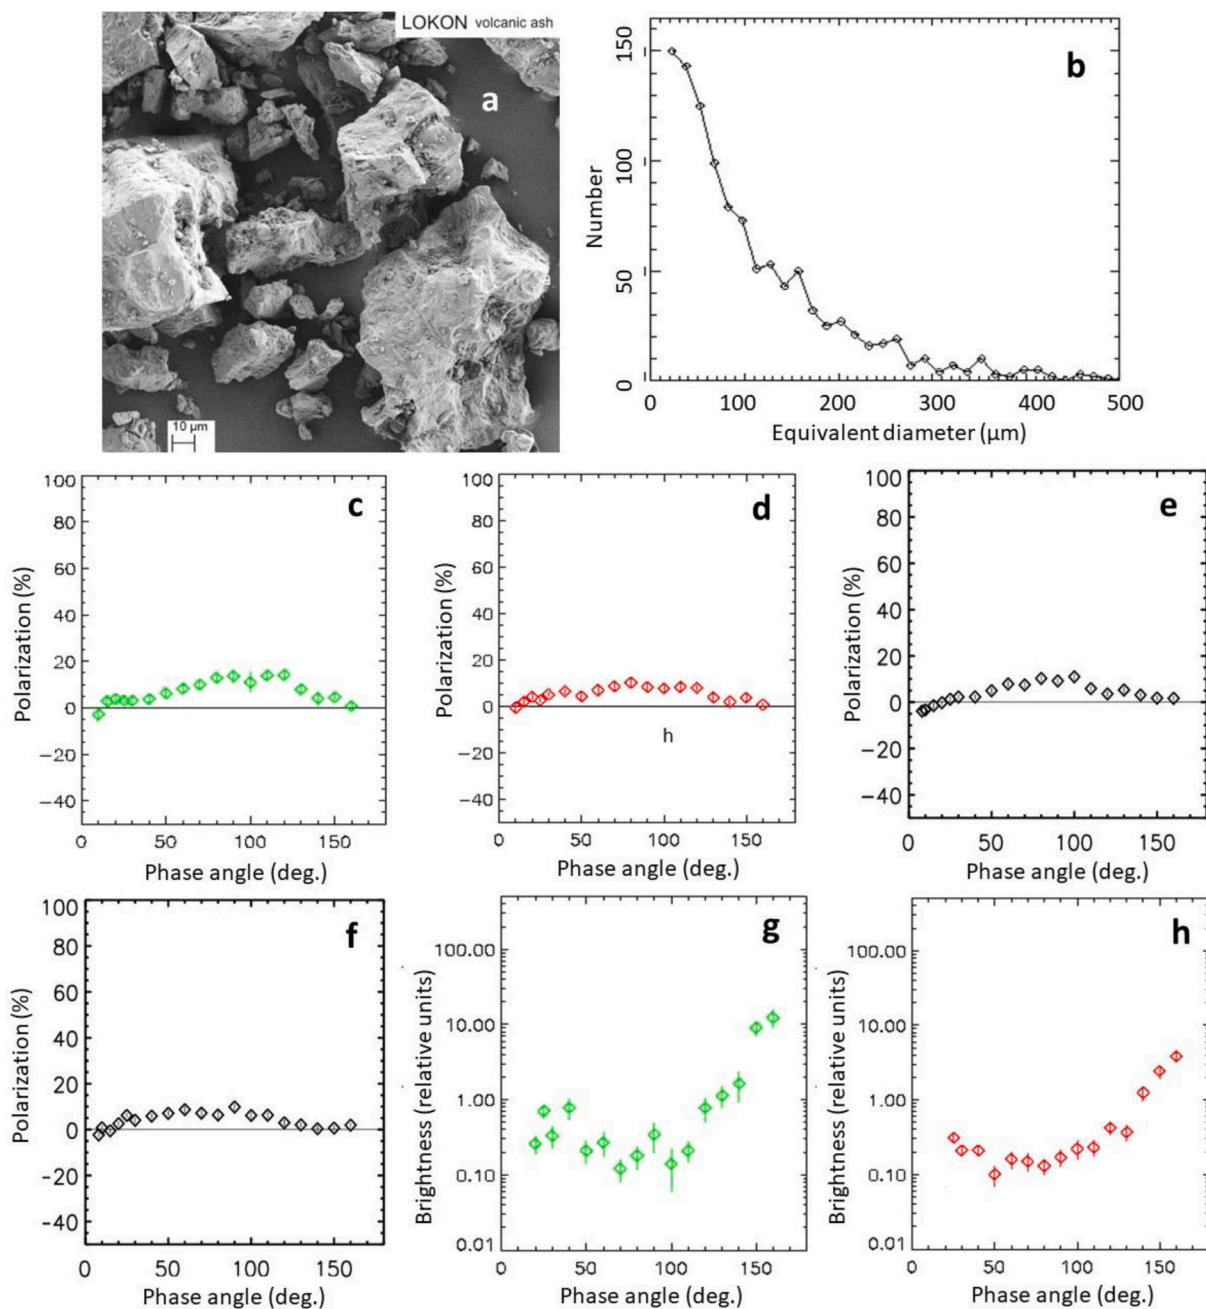 LOKON volcanic ash
a
10 µm
b
150
100
50
0
Number
0 100 200 300 400 500
Equivalent diameter (µm)
c
100
80
60
40
20
0
−20
−40
Polarization (%)
0 50 100 150
Phase angle (deg.)
d
100
80
60
40
20
0
−20
−40
Polarization (%)
h
0 50 100 150
Phase angle (deg.)
e
100
80
60
40
20
0
−20
−40
Polarization (%)
0 50 100 150
Phase angle (deg.)
f
100
80
60
40
20
0
−20
−40
Polarization (%)
0 50 100 150
Phase angle (deg.)
g
100.00
10.00
1.00
0.10
0.01
Brightness (relative units)
0 50 100 150
Phase angle (deg.)
h
100.00
10.00
1.00
0.10
0.01
Brightness (relative units)
0 50 100 150
Phase angle (deg.)